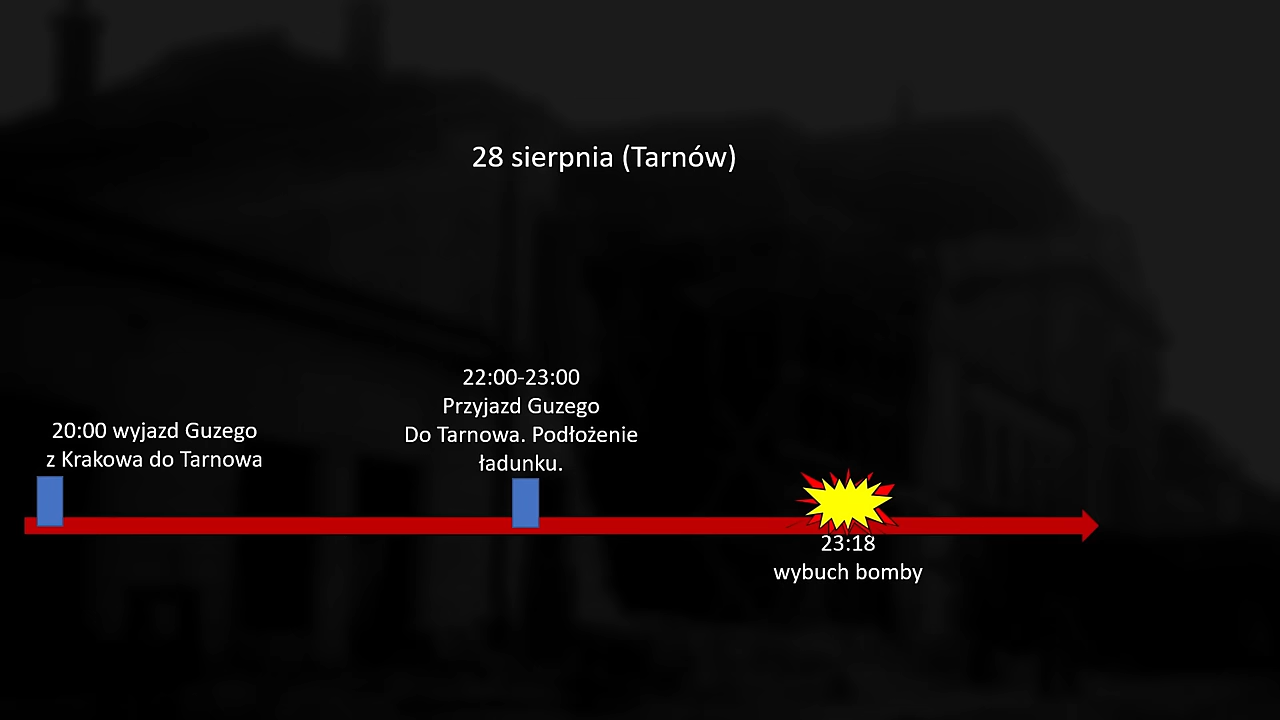 28 sierpnia (Tarnów)
20:00 wyjazd Guzego
z Krakowa do Tarnowa
22:00-23:00
Przyjazd Guzego
Do Tarnowa. Podłożenie
ładunku.
23:18
wybuch bomby